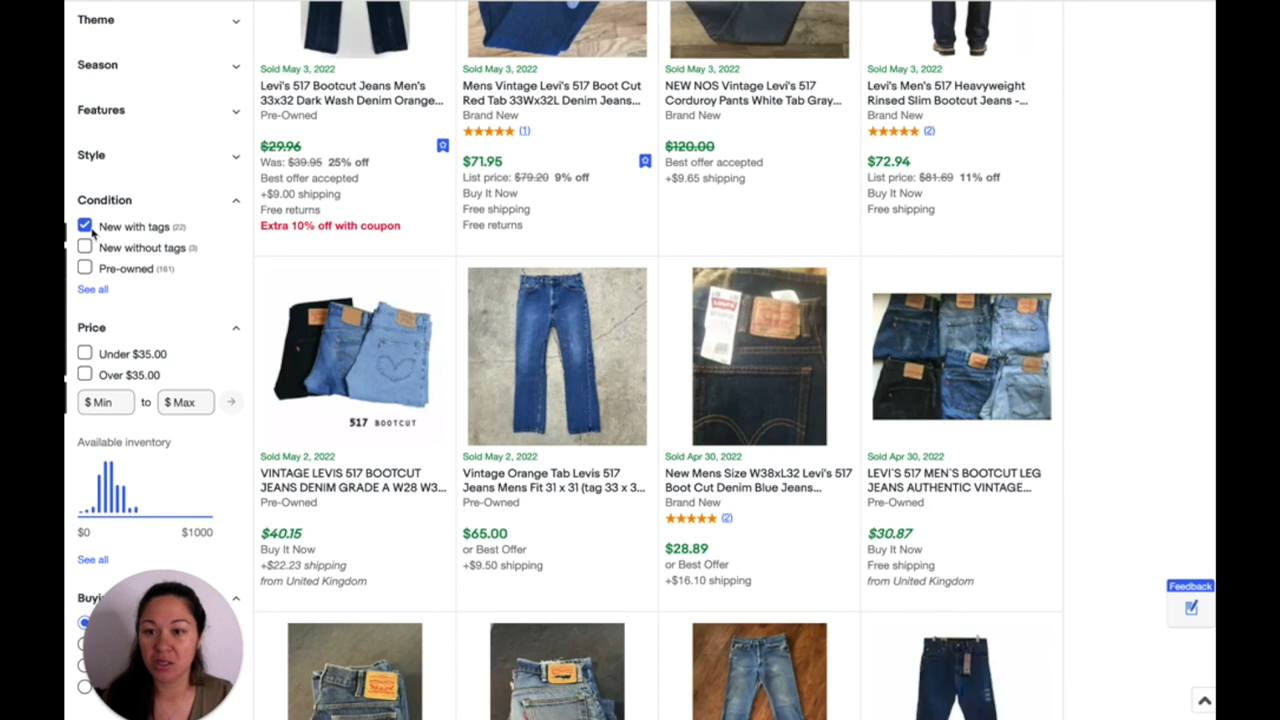 Theme
Season
Features
Style
Condition
New with tags (22)
New without tags (3)
Pre-owned (161)
See all
Price
Under $35.00
Over $35.00
$ Min to $ Max
Available inventory
$0 $1000
See all
Buyi
Sold May 3, 2022
Levi's 517 Bootcut Jeans Men's
33x32 Dark Wash Denim Orange...
Pre-Owned
$29.96
Was: $39.95 25% off
Best offer accepted
+$9.00 shipping
Free returns
Extra 10% off with coupon
Sold May 3, 2022
Mens Vintage Levi's 517 Boot Cut
Red Tab 33Wx32L Denim Jeans...
Brand New
(1)
$71.95
List price: $79.20 9% off
Buy It Now
Free shipping
Free returns
Sold May 3, 2022
NEW NOS Vintage Levi's 517
Corduroy Pants White Tab Gray...
Brand New
$120.00
Best offer accepted
+$9.65 shipping
Sold May 3, 2022
Levi's Men's 517 Heavyweight
Rinsed Slim Bootcut Jeans -...
Brand New
(2)
$72.94
List price: $81.69 11% off
Buy It Now
Free shipping
517 BOOTCUT
Sold May 2, 2022
VINTAGE LEVIS 517 BOOTCUT
JEANS DENIM GRADE A W28 W3...
Pre-Owned
$40.15
Buy It Now
+$22.23 shipping
from United Kingdom
Sold May 2, 2022
Vintage Orange Tab Levis 517
Jeans Mens Fit 31 x 31 (tag 33 x 3...
Pre-Owned
$65.00
or Best Offer
+$9.50 shipping
Sold Apr 30, 2022
New Mens Size W38xL32 Levi's 517
Boot Cut Denim Blue Jeans...
Brand New
(2)
$28.89
or Best Offer
+$16.10 shipping
Sold Apr 30, 2022
LEVI`S 517 MEN`S BOOTCUT LEG
JEANS AUTHENTIC VINTAGE...
Pre-Owned
$30.87
Buy It Now
Free shipping
from United Kingdom
Feedback